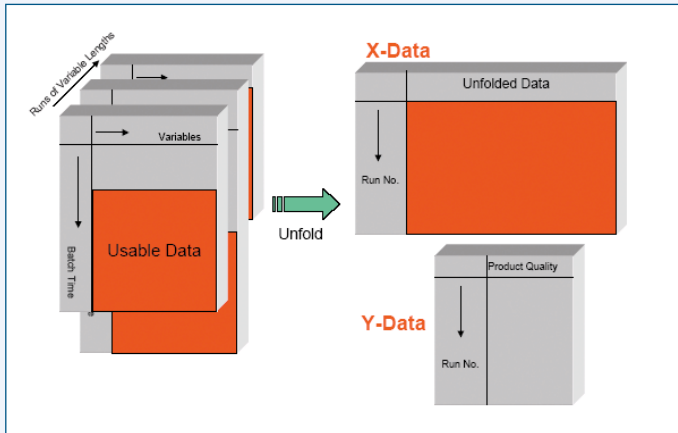 Runs of Variable Lengths
Variables
Batch Time
Usable Data
Unfold
X-Data
Unfolded Data
Run No.
Y-Data
Product Quality
Run No.